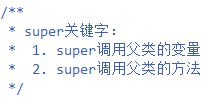 /**
* super关键字：
* 1. super调用父类的变量
* 2. super调用父类的方法
*/